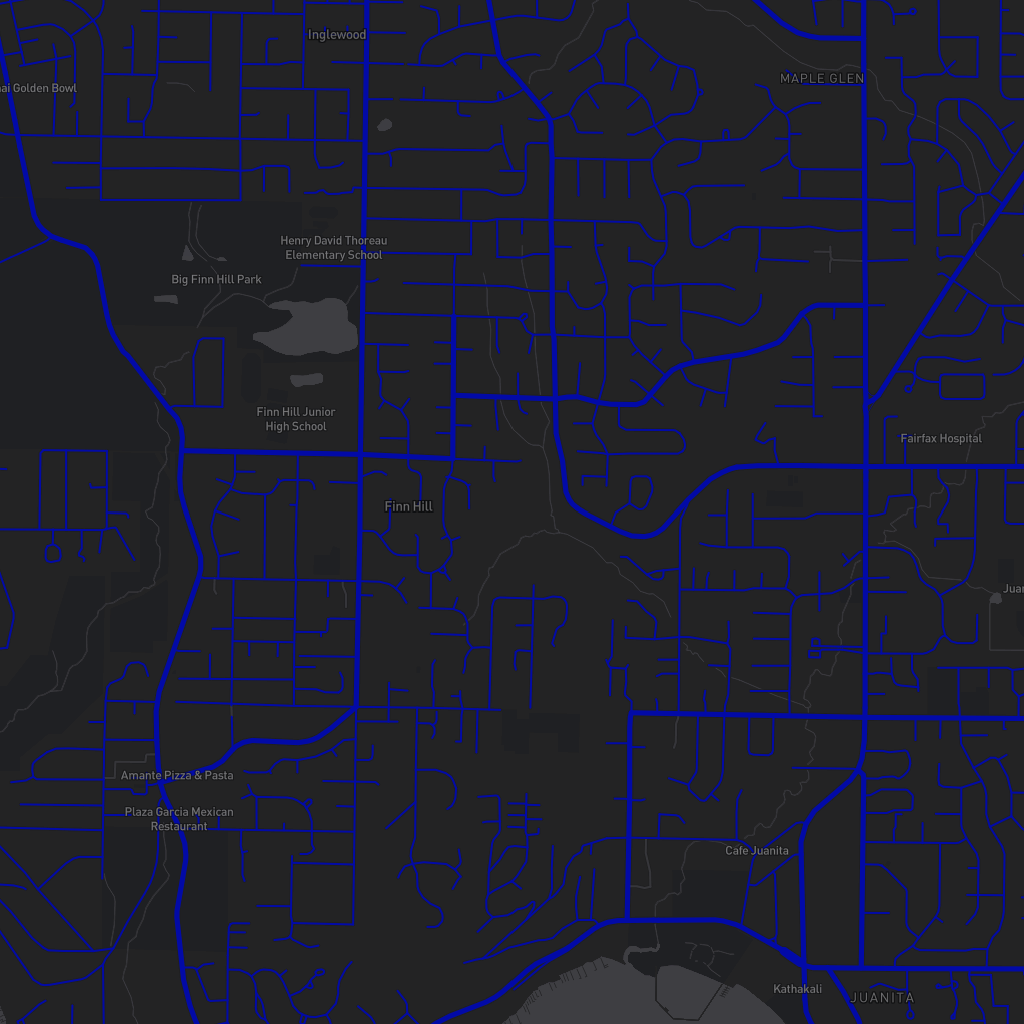 Inglewood
MAPLE GLEN
Golden Bowl
Henry David Thoreau
Elementary School
Big Finn Hill Park
Finn Hill Junior
High School
Fairfax Hospital
Finn Hill
Amante Pizza & Pasta
Plaza Garcia Mexican
Restaurant
Cafe Juanita
Kathakali
JUANITA